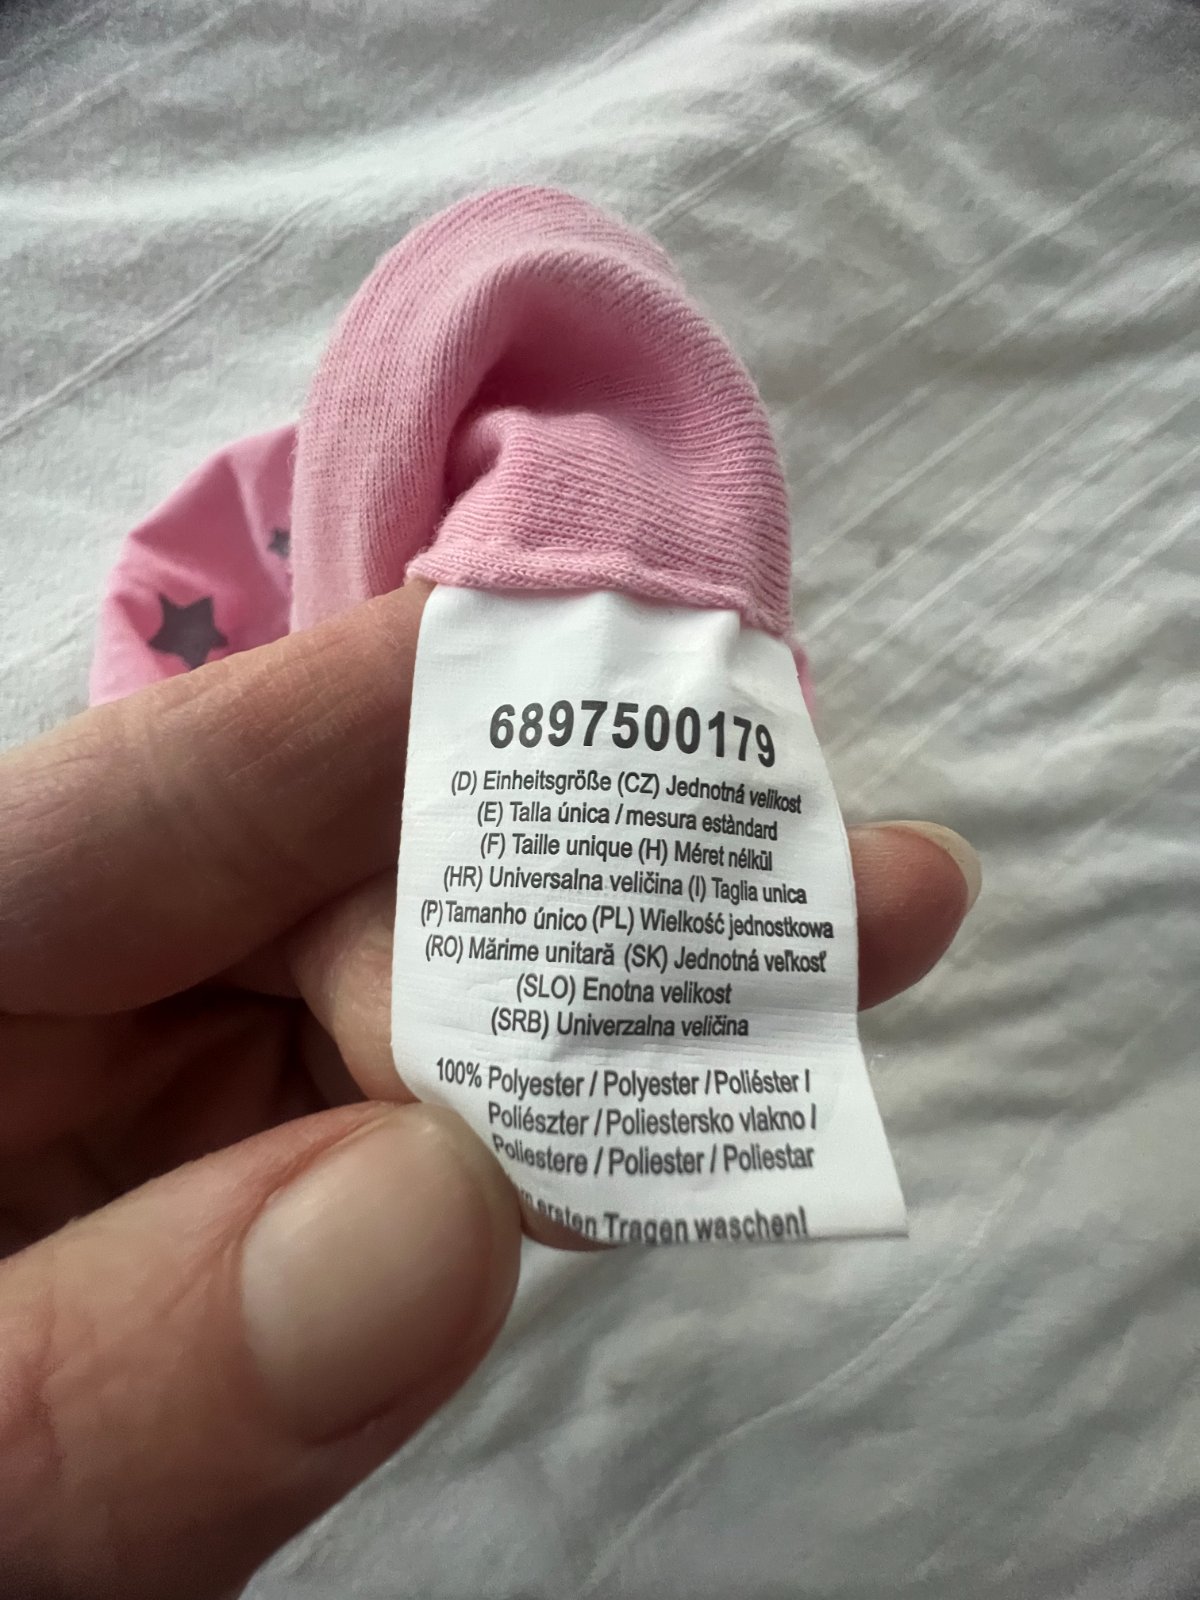 6897500179
(D) Einheitsgröße (CZ) Jednotná velikost
(E) Talla única / mesura estàndard
(F) Taille unique (H) Méret nélkül
(HR) Universalna veličina (I) Taglia unica
(P) Tamanho único (PL) Wielkość jednostkowa
(RO) Mărime unitară (SK) Jednotná veľkosť
(SLO) Enotna velikost
(SRB) Univerzalna veličina
100% Polyester / Polyester / Poliéster /
Poliészter / Poliestersko vlakno /
Poliestere / Poliester / Poliestar
ersten Tragen waschen!